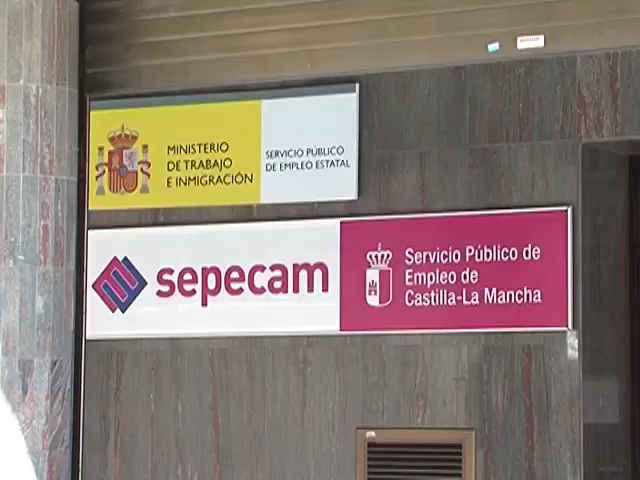 MINISTERIO
DE TRABAJO
E INMIGRACIÓN
SERVICIO PÚBLICO
DE EMPLEO ESTATAL
sepecam
Servicio Público de
Empleo de
Castilla-La Mancha